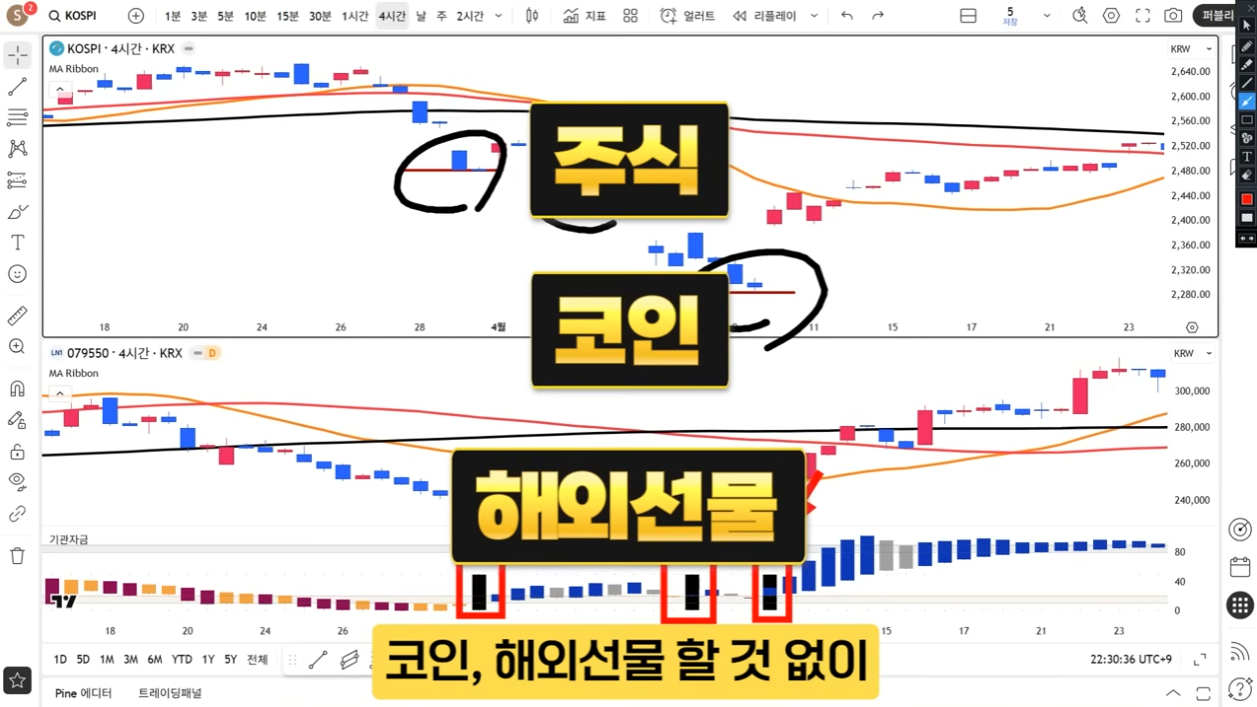 S 2 KOSPI 1분 3분 5분 10분 15분 30분 1시간 4시간 날 주 2시간 지표 얼러트 리플레이 5 저장 퍼블리
KOSPI · 4시간 · KRX
MA Ribbon
KRW
2,640.00
2,600.00
2,560.00
2,520.00
2,480.00
2,440.00
2,400.00
2,360.00
2,320.00
2,280.00
주식
코인
18 20 24 26 28 4월 11 15 17 21 23
LN1 079550 · 4시간 · KRX D
MA Ribbon
KRW
300,000
280,000
260,000
240,000
해외선물
기관자금
80
40
0
18 20 24 26 15 17 21 23
1D 5D 1M 3M 6M YTD 1Y 5Y 전체
22:30:36 UTC+9
코인, 해외선물 할 것 없이
Pine 에디터 트레이딩패널